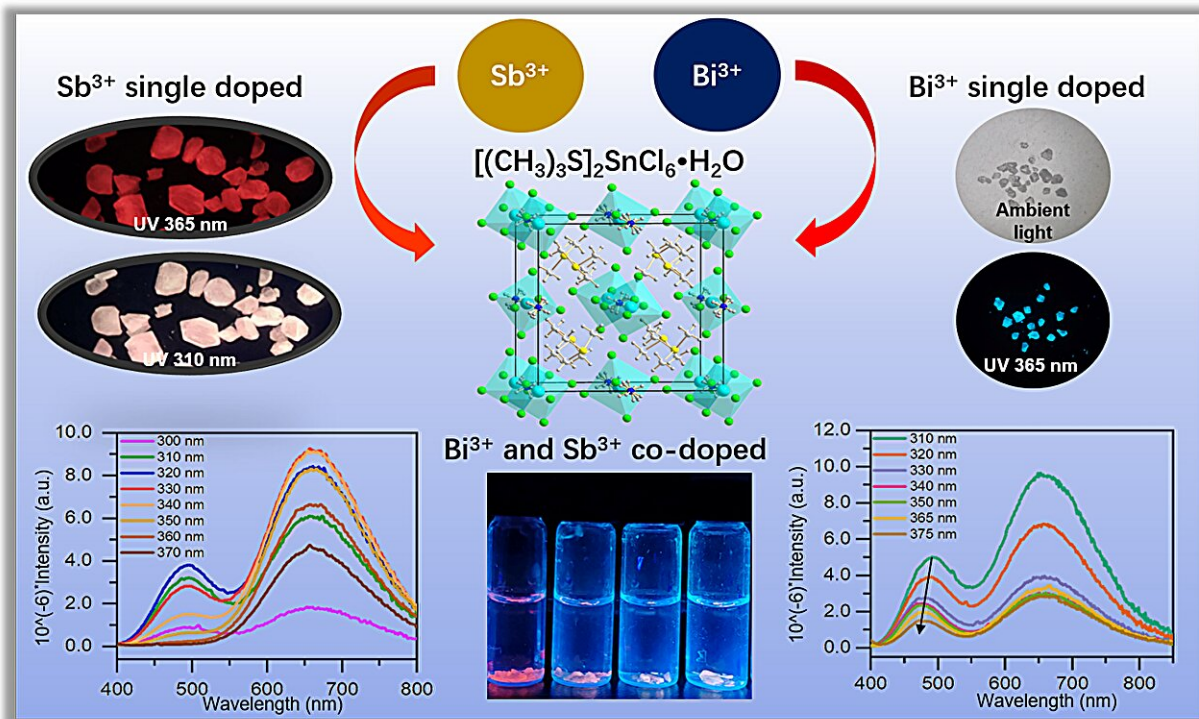 Sb³⁺
Bi³⁺
Sb³⁺ single doped
Bi³⁺ single doped
[(CH₃)₃S]₂SnCl₆•H₂O
UV 365 nm
UV 310 nm
Ambient
light
UV 365 nm
Bi³⁺ and Sb³⁺ co-doped
10^(-6)*Intensity (a.u.)
10.0
8.0
6.0
4.0
2.0
0.0
300 nm
310 nm
320 nm
330 nm
340 nm
350 nm
360 nm
370 nm
400
500
600
700
800
Wavelength (nm)
10^(-6)*Intensity (a.u.)
12.0
10.0
8.0
6.0
4.0
2.0
0.0
310 nm
320 nm
330 nm
340 nm
350 nm
365 nm
375 nm
400
500
600
700
800
Wavelength (nm)